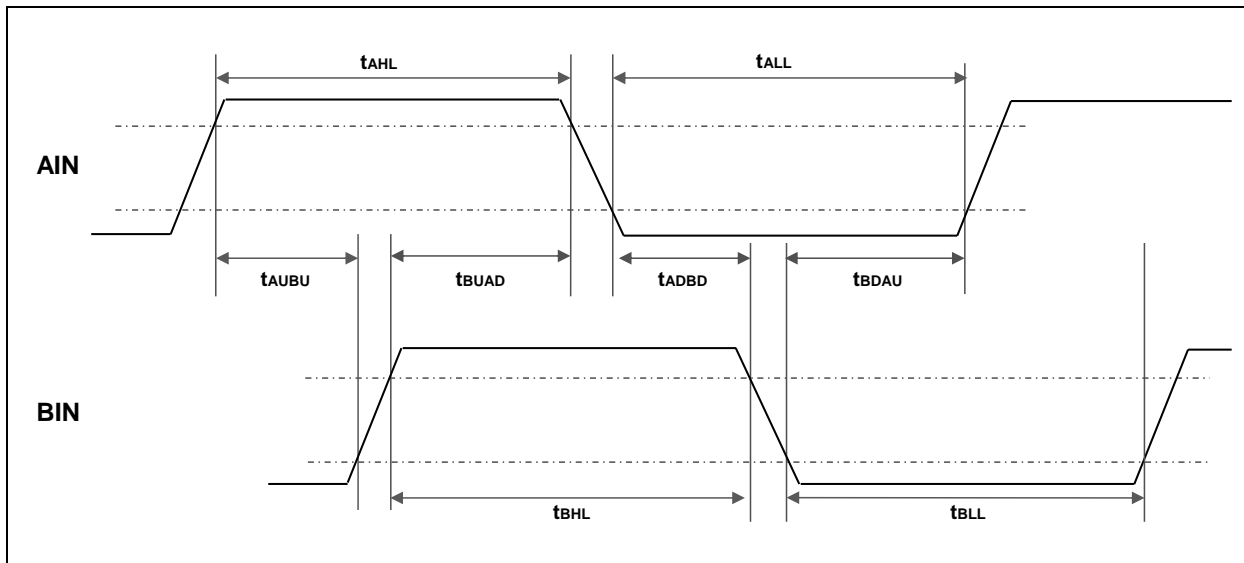 tAHL
tALL
AIN
tAUBU
tBUAD
tADBD
tBDAU
BIN
tBHL
tBLL